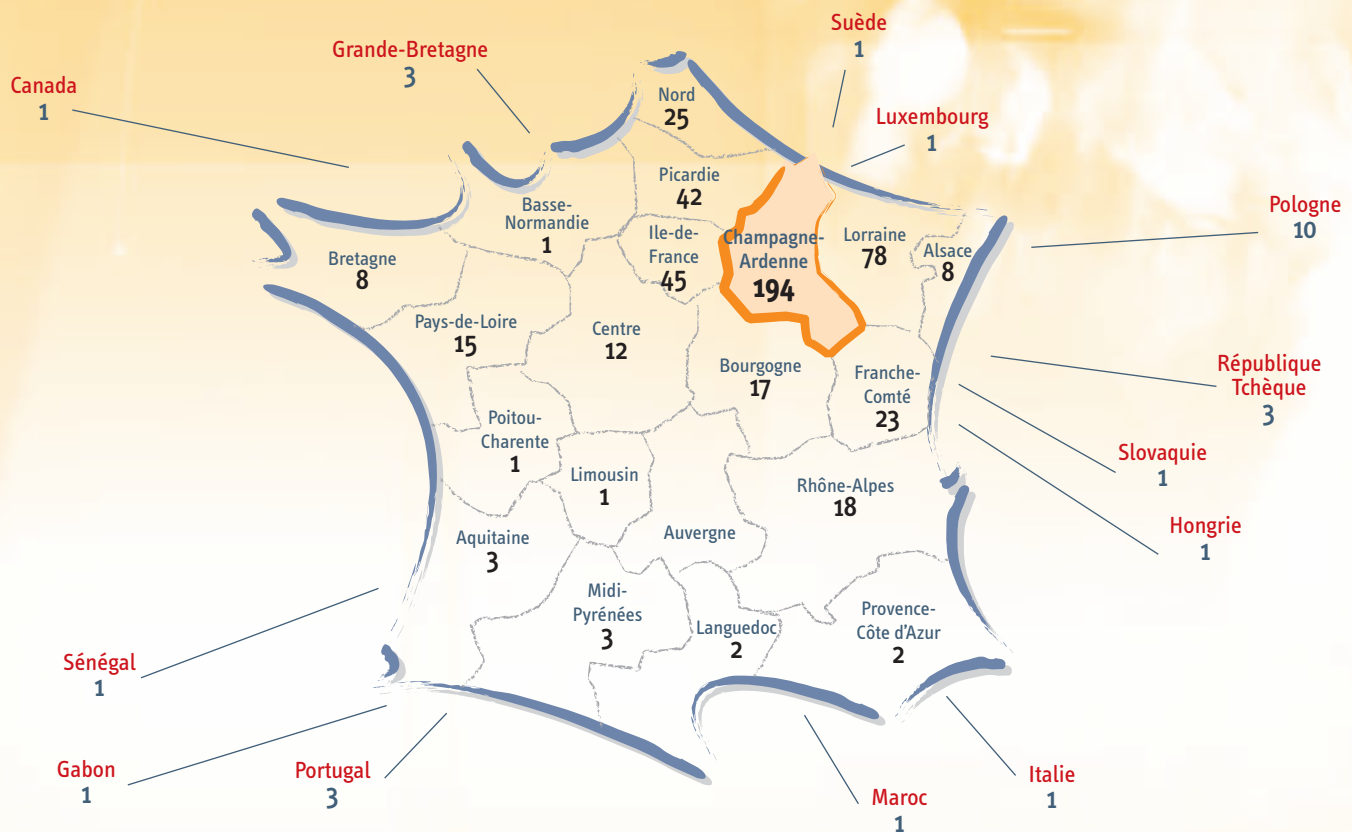 Suède
1
Grande-Bretagne
3
Canada
1
Nord
25
Luxembourg
1
Picardie
42
Pologne
10
Basse-
Normandie
1
Ile-de-
France
45
Champagne-
Ardenne
194
Lorraine
78
Alsace
8
Bretagne
8
Pays-de-Loire
15
Centre
12
Bourgogne
17
Franche-
Comté
23
République
Tchèque
3
Poitou-
Charente
1
Limousin
1
Rhône-Alpes
18
Slovaquie
1
Hongrie
1
Aquitaine
3
Auvergne
Midi-
Pyrénées
3
Languedoc
2
Provence-
Côte d'Azur
2
Sénégal
1
Gabon
1
Portugal
3
Maroc
1
Italie
1